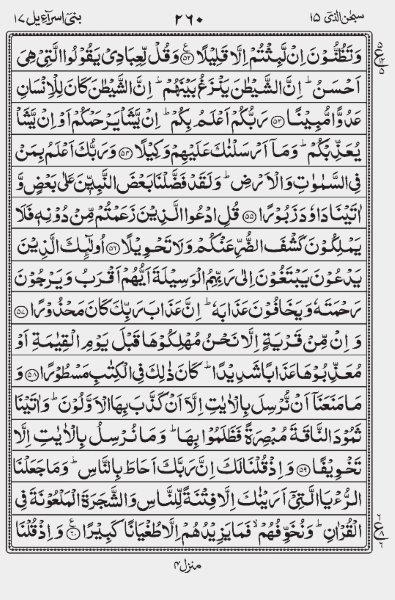 سبحٰن الذی ۱۵ ۲۶۰ بنی اسرآءیل ۱۷
وَتَظُنُّوْنَ اِنْ لَّبِثْتُمْ اِلَّا قَلِيْلًا ﴿۵۲﴾ وَقُلْ لِّعِبَادِيْ يَقُوْلُوا الَّتِيْ هِيَ
اَحْسَنُ ؕ اِنَّ الشَّيْطٰنَ يَنْزَغُ بَيْنَهُمْ ؕ اِنَّ الشَّيْطٰنَ كَانَ لِلْاِنْسَانِ
عَدُوًّا مُّبِيْنًا ﴿۵۳﴾ رَبُّكُمْ اَعْلَمُ بِكُمْ ؕ اِنْ يَّشَاْ يَرْحَمْكُمْ اَوْ اِنْ يَّشَاْ
يُعَذِّبْكُمْ ؕ وَمَاۤ اَرْسَلْنٰكَ عَلَيْهِمْ وَكِيْلًا ﴿۵۴﴾ وَرَبُّكَ اَعْلَمُ بِمَنْ
فِي السَّمٰوٰتِ وَالْاَرْضِ ؕ وَلَقَدْ فَضَّلْنَا بَعْضَ النَّبِيّٖنَ عَلٰى بَعْضٍ وَّ
اٰتَيْنَا دَاوٗدَ زَبُوْرًا ﴿۵۵﴾ قُلِ ادْعُوا الَّذِيْنَ زَعَمْتُمْ مِّنْ دُوْنِهٖ فَلَا
يَمْلِكُوْنَ كَشْفَ الضُّرِّ عَنْكُمْ وَلَا تَحْوِيْلًا ﴿۵۶﴾ اُولٰٓئِكَ الَّذِيْنَ
يَدْعُوْنَ يَبْتَغُوْنَ اِلٰى رَبِّهِمُ الْوَسِيْلَةَ اَيُّهُمْ اَقْرَبُ وَيَرْجُوْنَ
رَحْمَتَهٗ وَيَخَافُوْنَ عَذَابَهٗ ؕ اِنَّ عَذَابَ رَبِّكَ كَانَ مَحْذُوْرًا ﴿۵۷﴾
وَاِنْ مِّنْ قَرْيَةٍ اِلَّا نَحْنُ مُهْلِكُوْهَا قَبْلَ يَوْمِ الْقِيٰمَةِ اَوْ
مُعَذِّبُوْهَا عَذَابًا شَدِيْدًا ؕ كَانَ ذٰلِكَ فِي الْكِتٰبِ مَسْطُوْرًا ﴿۵۸﴾ وَ
مَا مَنَعَنَاۤ اَنْ نُّرْسِلَ بِالْاٰيٰتِ اِلَّاۤ اَنْ كَذَّبَ بِهَا الْاَوَّلُوْنَ ؕ وَاٰتَيْنَا
ثَمُوْدَ النَّاقَةَ مُبْصِرَةً فَظَلَمُوْا بِهَا ؕ وَمَا نُرْسِلُ بِالْاٰيٰتِ اِلَّا
تَخْوِيْفًا ﴿۵۹﴾ وَاِذْ قُلْنَا لَكَ اِنَّ رَبَّكَ اَحَاطَ بِالنَّاسِ ؕ وَمَا جَعَلْنَا
الرُّءْيَا الَّتِيْۤ اَرَيْنٰكَ اِلَّا فِتْنَةً لِّلنَّاسِ وَالشَّجَرَةَ الْمَلْعُوْنَةَ فِي
الْقُرْاٰنِ ؕ وَنُخَوِّفُهُمْ ۙ فَمَا يَزِيْدُهُمْ اِلَّا طُغْيَانًا كَبِيْرًا ﴿۶۰﴾ وَاِذْ قُلْنَا
منزل ۴